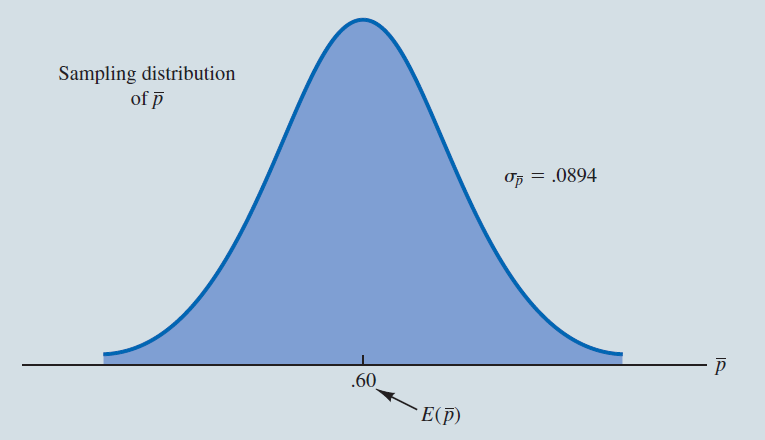 Sampling distribution
of p̅
σp̅ = .0894
p̅
.60
E(p̅)